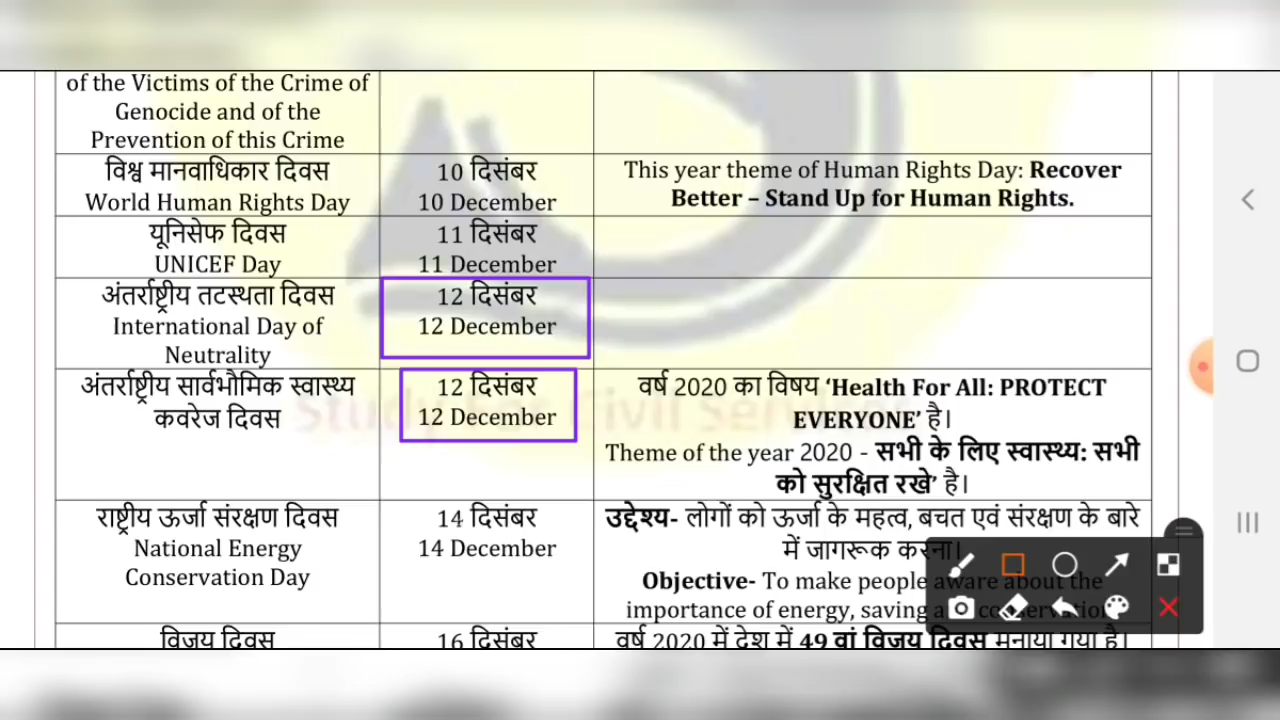 of the Victims of the Crime of
Genocide and of the
Prevention of this Crime
विश्व मानवाधिकार दिवस
World Human Rights Day
10 दिसंबर
10 December
This year theme of Human Rights Day: Recover
Better – Stand Up for Human Rights.
यूनिसेफ दिवस
UNICEF Day
11 दिसंबर
11 December
अंतर्राष्ट्रीय तटस्थता दिवस
International Day of
Neutrality
12 दिसंबर
12 December
अंतर्राष्ट्रीय सार्वभौमिक स्वास्थ्य
कवरेज दिवस
12 दिसंबर
12 December
वर्ष 2020 का विषय ‘Health For All: PROTECT
EVERYONE’ है।
Theme of the year 2020 - सभी के लिए स्वास्थ्य: सभी
को सुरक्षित रखे’ है।
राष्ट्रीय ऊर्जा संरक्षण दिवस
National Energy
Conservation Day
14 दिसंबर
14 December
उद्देश्य- लोगों को ऊर्जा के महत्व, बचत एवं संरक्षण के बारे
में जागरूक करना।
Objective- To make people aware about the
importance of energy, saving
विजय दिवस
16 दिसंबर
वर्ष 2020 में देश में 49 वां विजय दिवस मनाया गया है।